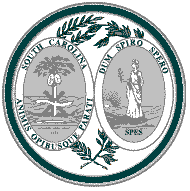 SOUTH CAROLINA
ANIMIS OPIBUSQUE PARATI
DUM SPIRO SPERO
SPES